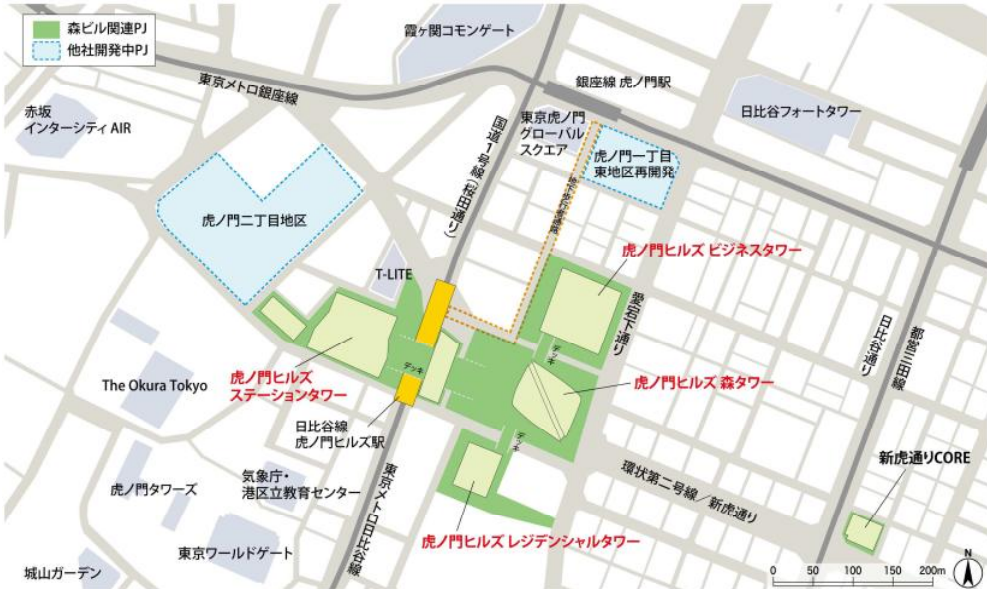 森ビル関連PJ
他社開発中PJ
霞ヶ関コモンゲート
東京メトロ銀座線
銀座線 虎ノ門駅
赤坂
インターシティ AIR
国道1号線(桜田通り)
東京虎ノ門
グローバル
スクエア
日比谷フォートタワー
虎ノ門一丁目
東地区再開発
地下歩行者通路
虎ノ門二丁目地区
T-LITE
虎ノ門ヒルズ ビジネスタワー
愛宕下通り
日比谷通り
都営三田線
デッキ
デッキ
虎ノ門ヒルズ
ステーションタワー
The Okura Tokyo
虎ノ門ヒルズ 森タワー
日比谷線
虎ノ門ヒルズ駅
デッキ
新虎通りCORE
環状第二号線/新虎通り
虎ノ門タワーズ
気象庁・
港区立教育センター
東京メトロ日比谷線
虎ノ門ヒルズ レジデンシャルタワー
東京ワールドゲート
城山ガーデン
0 50 100 150 200m
N